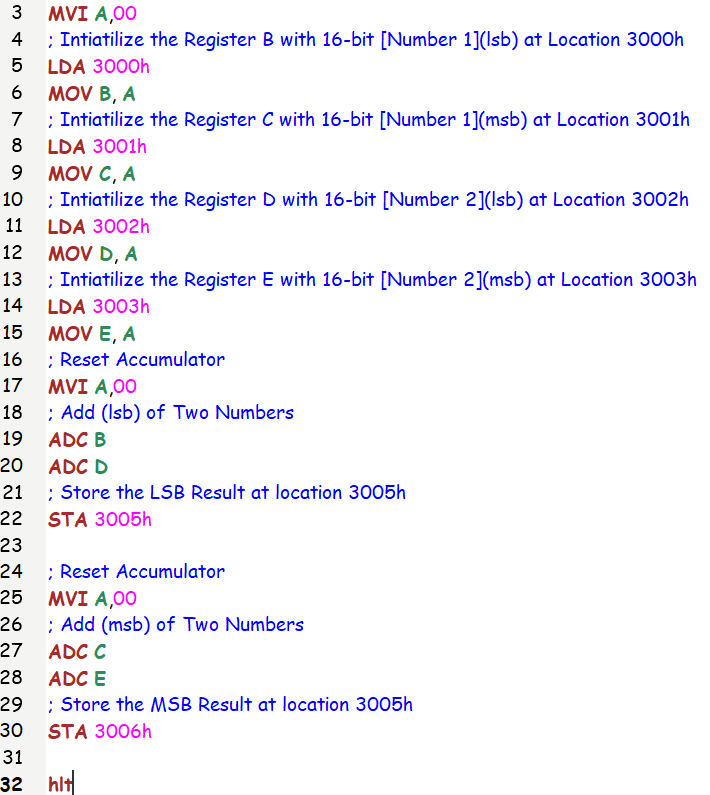 3 MVI A,00
4 ; Intiatilize the Register B with 16-bit [Number 1](lsb) at Location 3000h
5 LDA 3000h
6 MOV B, A
7 ; Intiatilize the Register C with 16-bit [Number 1](msb) at Location 3001h
8 LDA 3001h
9 MOV C, A
10 ; Intiatilize the Register D with 16-bit [Number 2](lsb) at Location 3002h
11 LDA 3002h
12 MOV D, A
13 ; Intiatilize the Register E with 16-bit [Number 2](msb) at Location 3003h
14 LDA 3003h
15 MOV E, A
16 ; Reset Accumulator
17 MVI A,00
18 ; Add (lsb) of Two Numbers
19 ADC B
20 ADC D
21 ; Store the LSB Result at location 3005h
22 STA 3005h
23
24 ; Reset Accumulator
25 MVI A,00
26 ; Add (msb) of Two Numbers
27 ADC C
28 ADC E
29 ; Store the MSB Result at location 3005h
30 STA 3006h
31
32 hlt